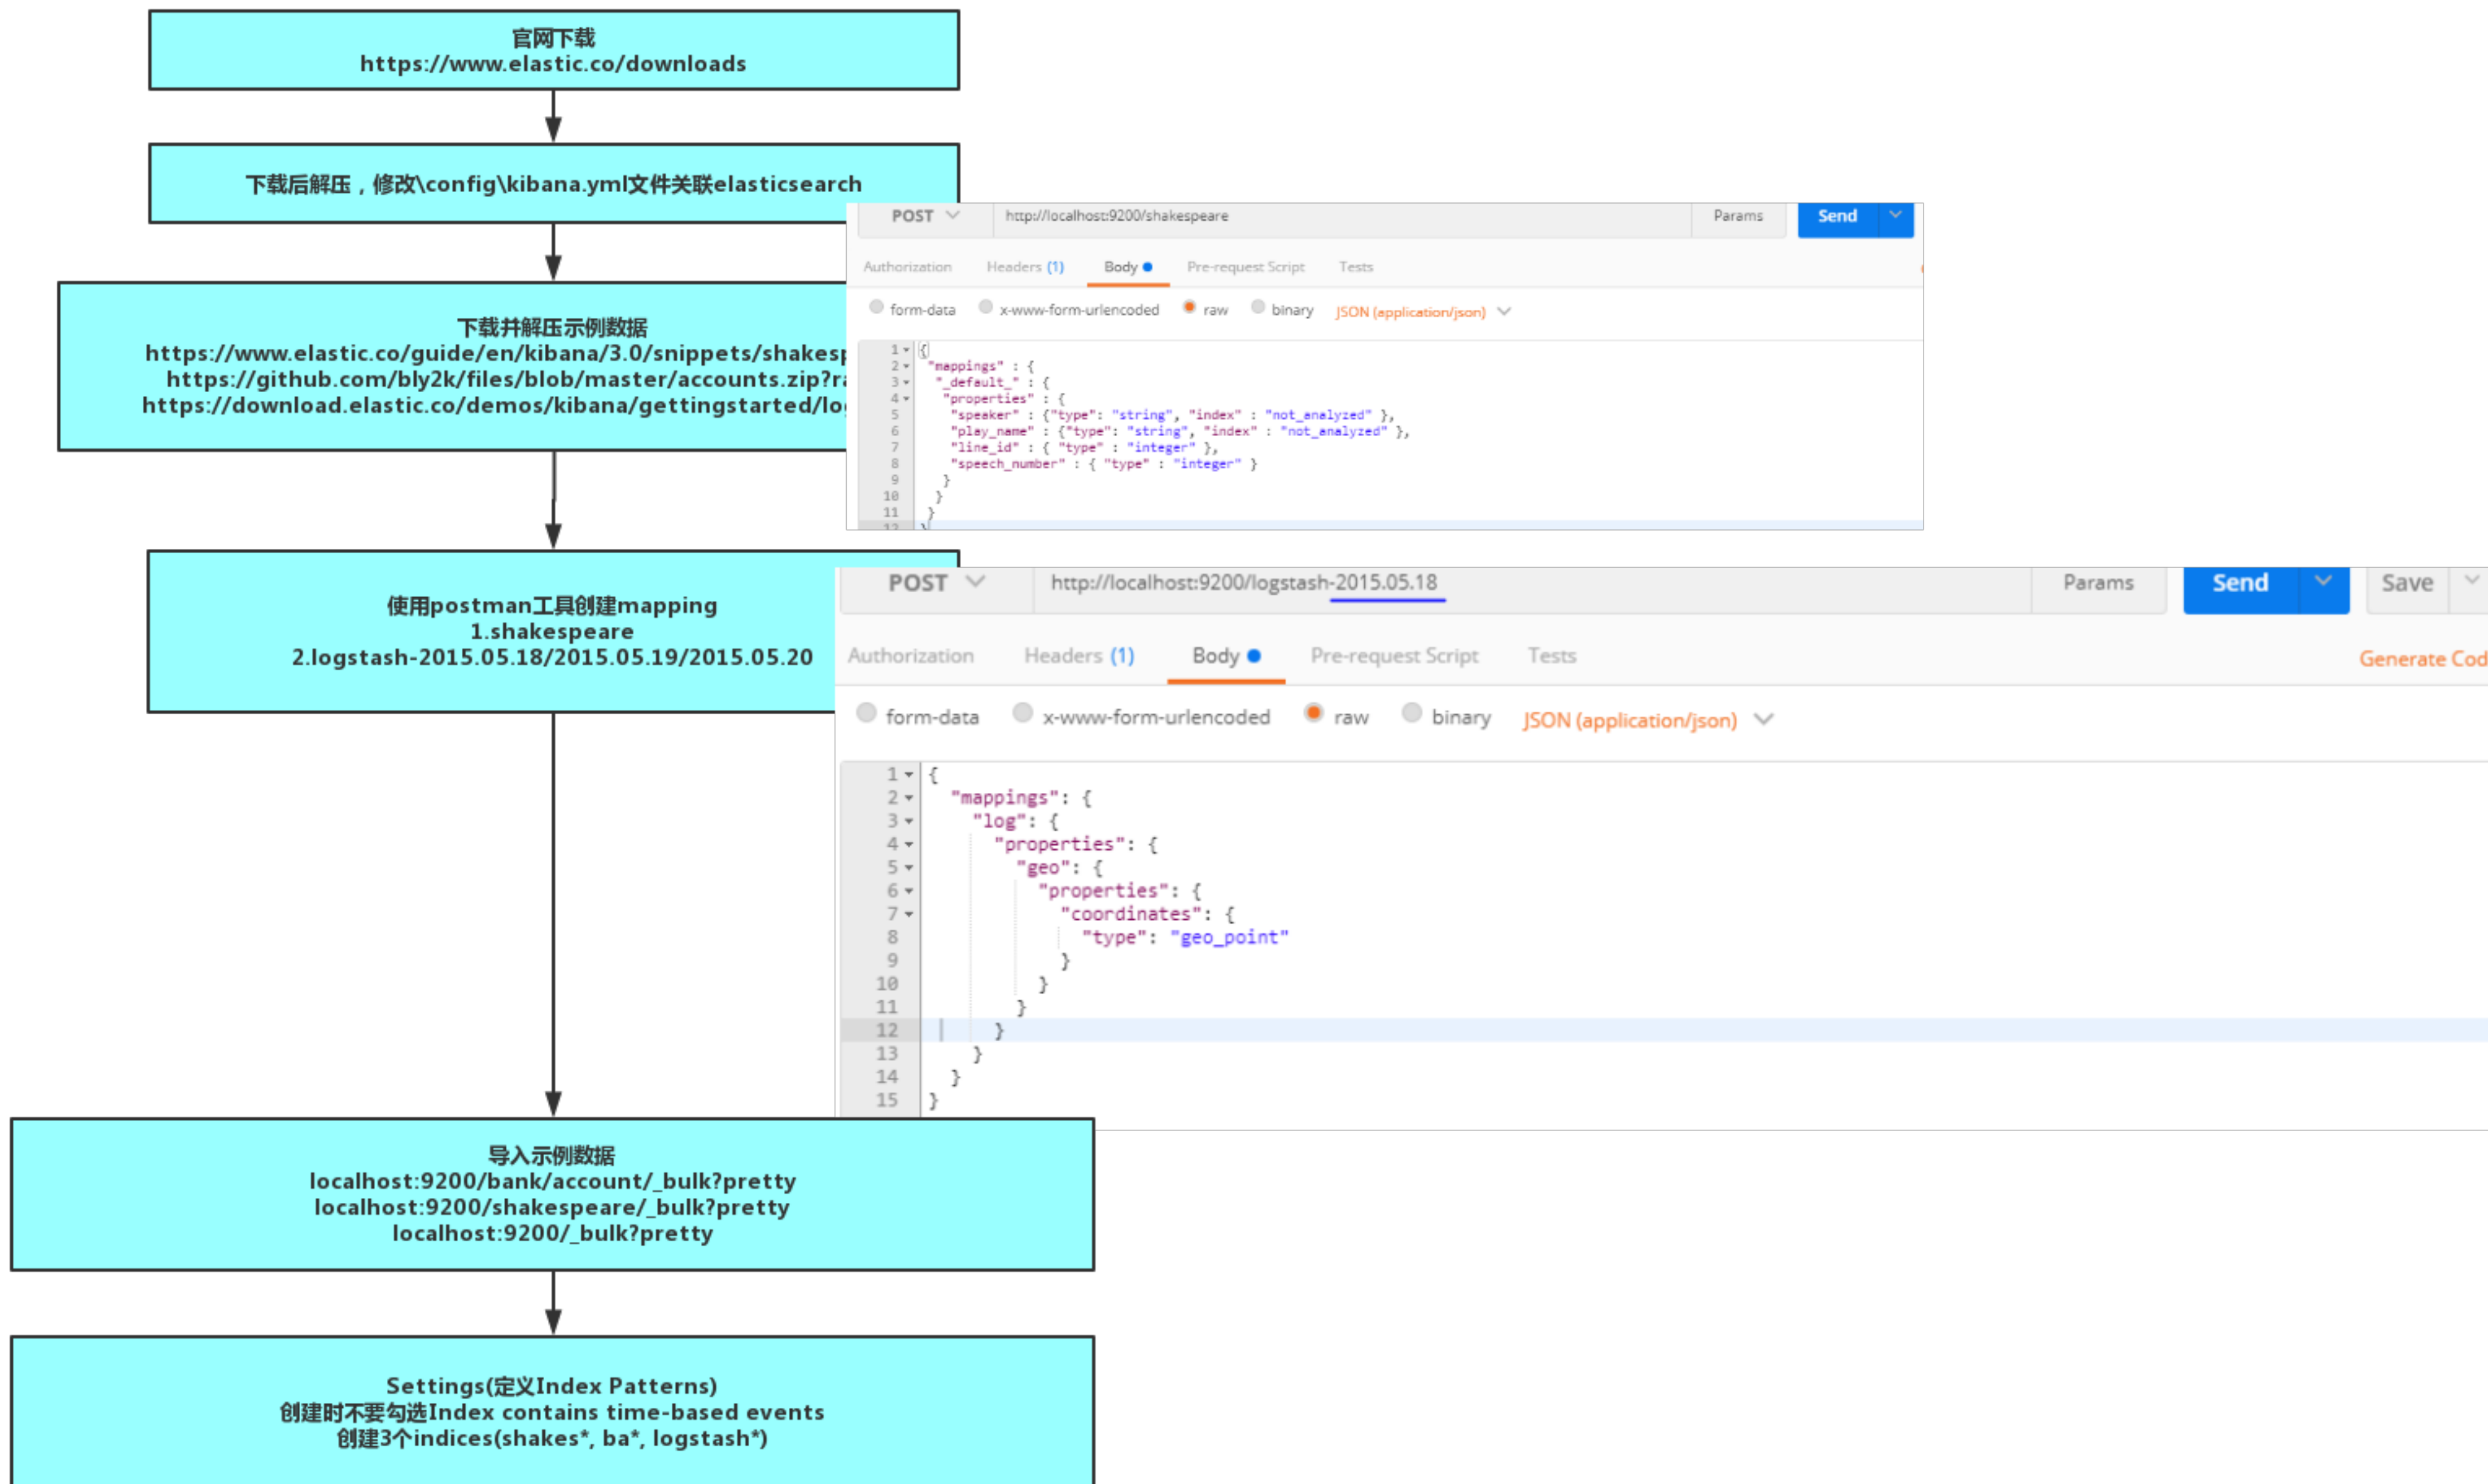 官网下载
https://www.elastic.co/downloads
下载后解压，修改\config\kibana.yml文件关联elasticsearch
下载并解压示例数据
https://www.elastic.co/guide/en/kibana/3.0/snippets/shakesp
https://github.com/bly2k/files/blob/master/accounts.zip?ra
https://download.elastic.co/demos/kibana/gettingstarted/lo
POST http://localhost:9200/shakespeare Params Send
Authorization Headers (1) Body Pre-request Script Tests
form-data x-www-form-urlencoded raw binary JSON (application/json)
1 {
2 "mappings" : {
3 "_default_" : {
4 "properties" : {
5 "speaker" : {"type": "string", "index" : "not_analyzed" },
6 "play_name" : {"type": "string", "index" : "not_analyzed" },
7 "line_id" : { "type" : "integer" },
8 "speech_number" : { "type" : "integer" }
9 }
10 }
11 }
12 }
使用postman工具创建mapping
1.shakespeare
2.logstash-2015.05.18/2015.05.19/2015.05.20
POST http://localhost:9200/logstash-2015.05.18 Params Send Save
Authorization Headers (1) Body Pre-request Script Tests Generate Cod
form-data x-www-form-urlencoded raw binary JSON (application/json)
1 {
2 "mappings": {
3 "log": {
4 "properties": {
5 "geo": {
6 "properties": {
7 "coordinates": {
8 "type": "geo_point"
9 }
10 }
11 }
12 }
13 }
14 }
15 }
导入示例数据
localhost:9200/bank/account/_bulk?pretty
localhost:9200/shakespeare/_bulk?pretty
localhost:9200/_bulk?pretty
Settings(定义Index Patterns)
创建时不要勾选Index contains time-based events
创建3个indices(shakes*, ba*, logstash*)